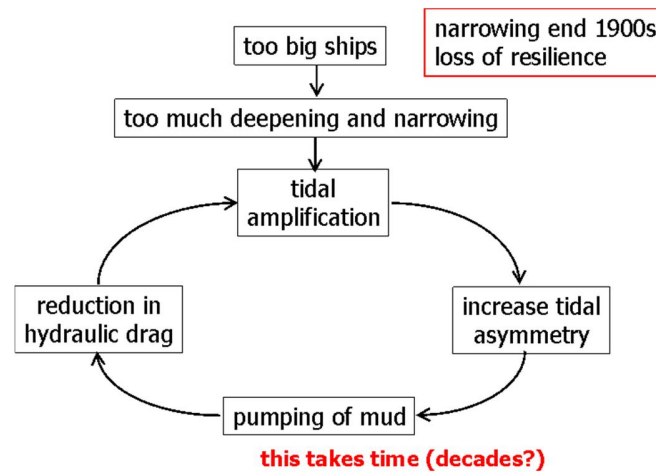 narrowing end 1900s
loss of resilience
too big ships
too much deepening and narrowing
tidal
amplification
increase tidal
asymmetry
pumping of mud
this takes time (decades?)
reduction in
hydraulic drag